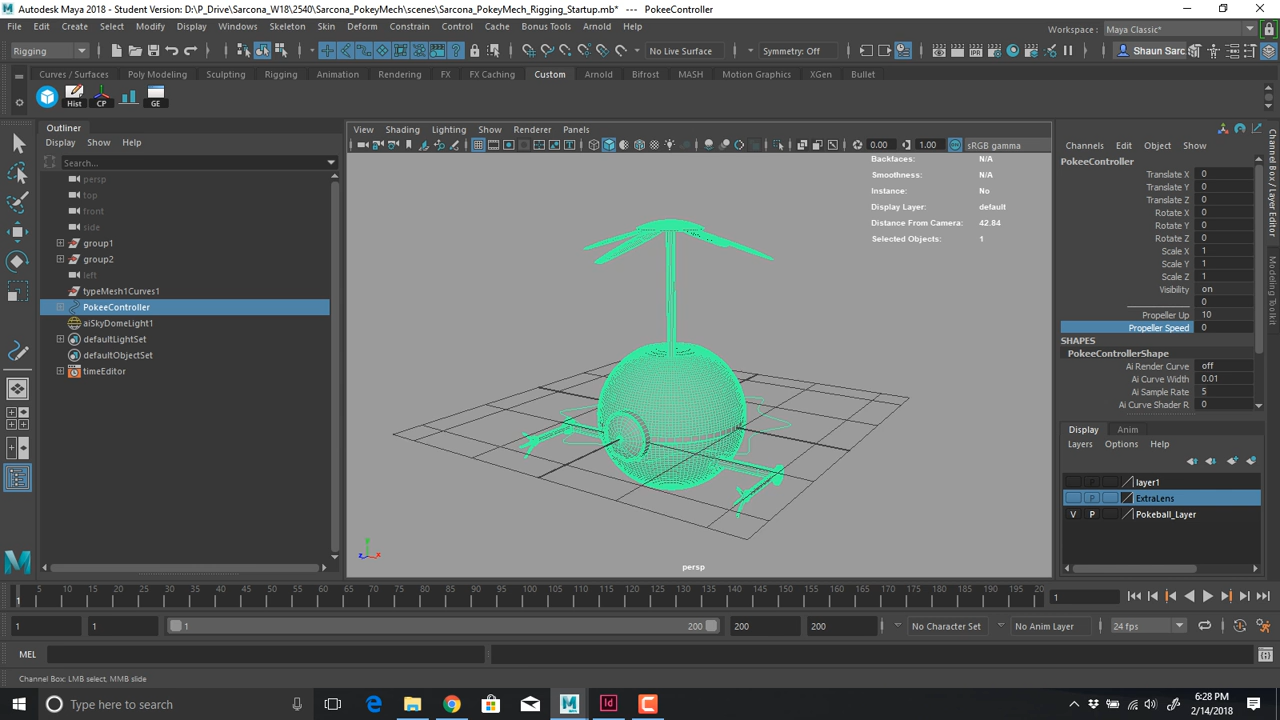 Autodesk Maya 2018 - Student Version: D:\P_Drive\Sarcona_W18\2540\Sarcona_PokeyMech\scenes\Sarcona_PokeyMech_Rigging_Startup.mb* --- PokeeController
File Edit Create Select Modify Display Windows Skeleton Skin Deform Constrain Control Cache Bonus Tools Arnold Help
Workspace : Maya Classic*
Rigging
No Live Surface
Symmetry: Off
Shaun Sarc
Curves / Surfaces Poly Modeling Sculpting Rigging Animation Rendering FX FX Caching Custom Arnold Bifrost MASH Motion Graphics XGen Bullet
Hist CP GE
Outliner
Display Show Help
Search...
persp
top
front
side
group1
group2
left
typeMesh1Curves1
PokeeController
aiSkyDomeLight1
defaultLightSet
defaultObjectSet
timeEditor
View Shading Lighting Show Renderer Panels
0.00 1.00 sRGB gamma
Backfaces: N/A
Smoothness: N/A
Instance: No
Display Layer: default
Distance From Camera: 42.84
Selected Objects: 1
persp
Channels Edit Object Show
PokeeController
Translate X 0
Translate Y 0
Translate Z 0
Rotate X 0
Rotate Y 0
Rotate Z 0
Scale X 1
Scale Y 1
Scale Z 1
Visibility on
0
Propeller Up 10
Propeller Speed 0
SHAPES
PokeeControllerShape
Ai Render Curve off
Ai Curve Width 0.01
Ai Sample Rate 5
Ai Curve Shader R 0
Display Anim
Layers Options Help
P layer1
P ExtraLens
V P Pokeball_Layer
Channel Box / Layer Editor
Modeling Toolkit
1 5 10 15 20 25 30 35 40 45 50 55 60 65 70 75 80 85 90 95 100 105 110 115 120 125 130 135 140 145 150 155 160 165 170 175 180 185 190 195 20
1
1 1 1 200 200 200
No Character Set
No Anim Layer
24 fps
MEL
Channel Box: LMB select, MMB slide
Type here to search
6:28 PM
2/14/2018